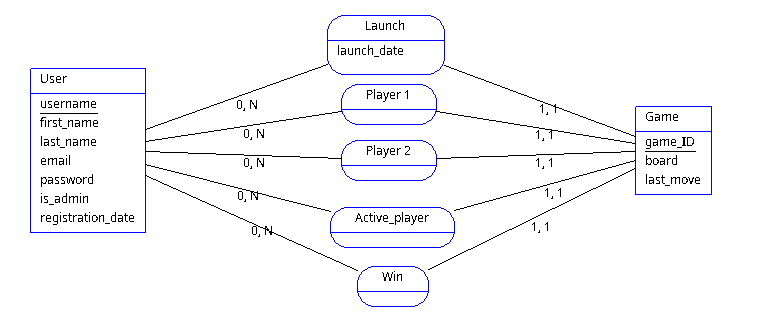 Launch
launch_date
User
username
first_name
last_name
email
password
is_admin
registration_date
Player 1
Player 2
Active_player
Win
Game
game_ID
board
last_move
0, N
0, N
0, N
0, N
0, N
1, 1
1, 1
1, 1
1, 1
1, 1